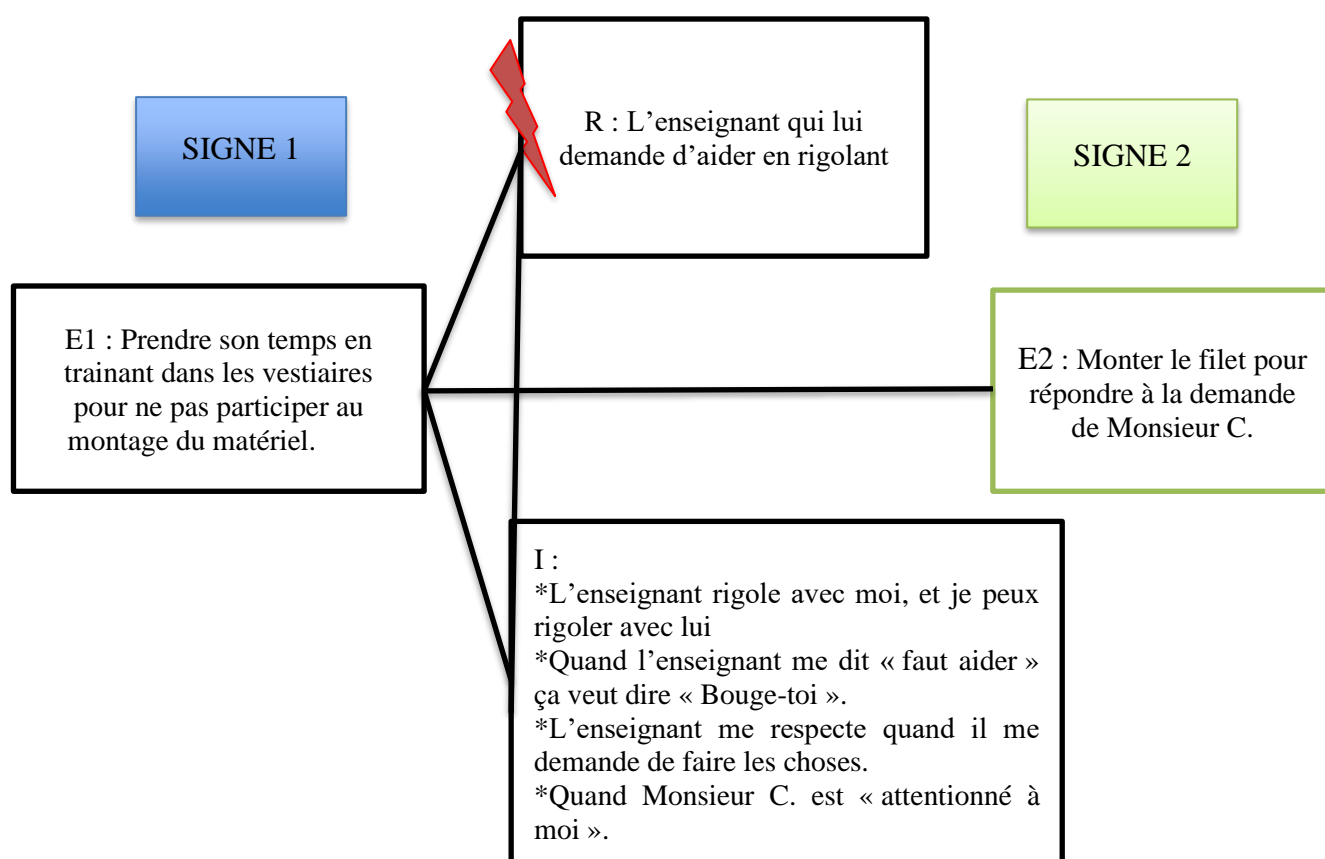 SIGNE 1
R : L’enseignant qui lui
demande d’aider en rigolant
SIGNE 2
E1 : Prendre son temps en
trainant dans les vestiaires
pour ne pas participer au
montage du matériel.
E2 : Monter le filet pour
répondre à la demande
de Monsieur C.
I :
*L’enseignant rigole avec moi, et je peux
rigoler avec lui
*Quand l’enseignant me dit « faut aider »
ça veut dire « Bouge-toi ».
*L’enseignant me respecte quand il me
demande de faire les choses.
*Quand Monsieur C. est « attentionné à
moi ».